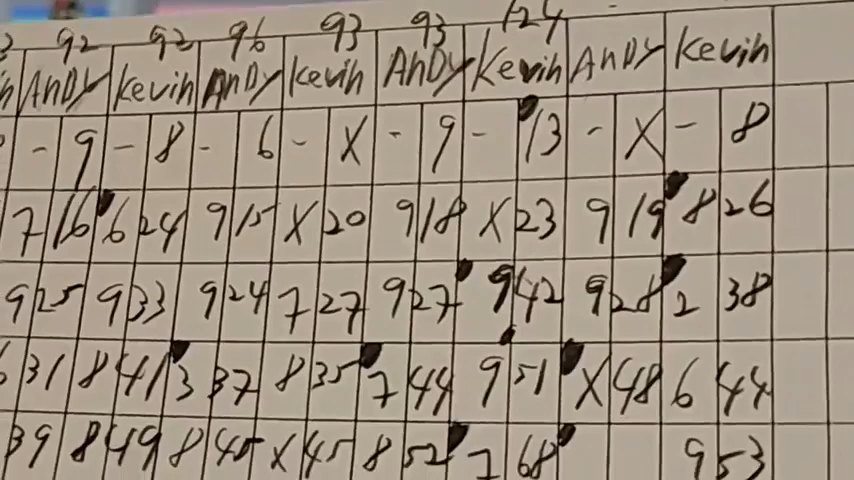 92 92 96 93 93 124
AnDy Kevin AnDy Kevin AnDy Kevin AnDy Kevin
- 9 - 8 - 6 - X - 9 - 13 - X - 8
7 16 6 24 9 15 X 20 9 18 X 23 9 19 8 26
9 25 9 33 9 24 7 27 9 27 9 42 9 28 2 38
31 8 41 3 37 8 35 7 44 9 51 X 48 6 44
39 8 49 8 45 X 45 8 52 7 68 9 53